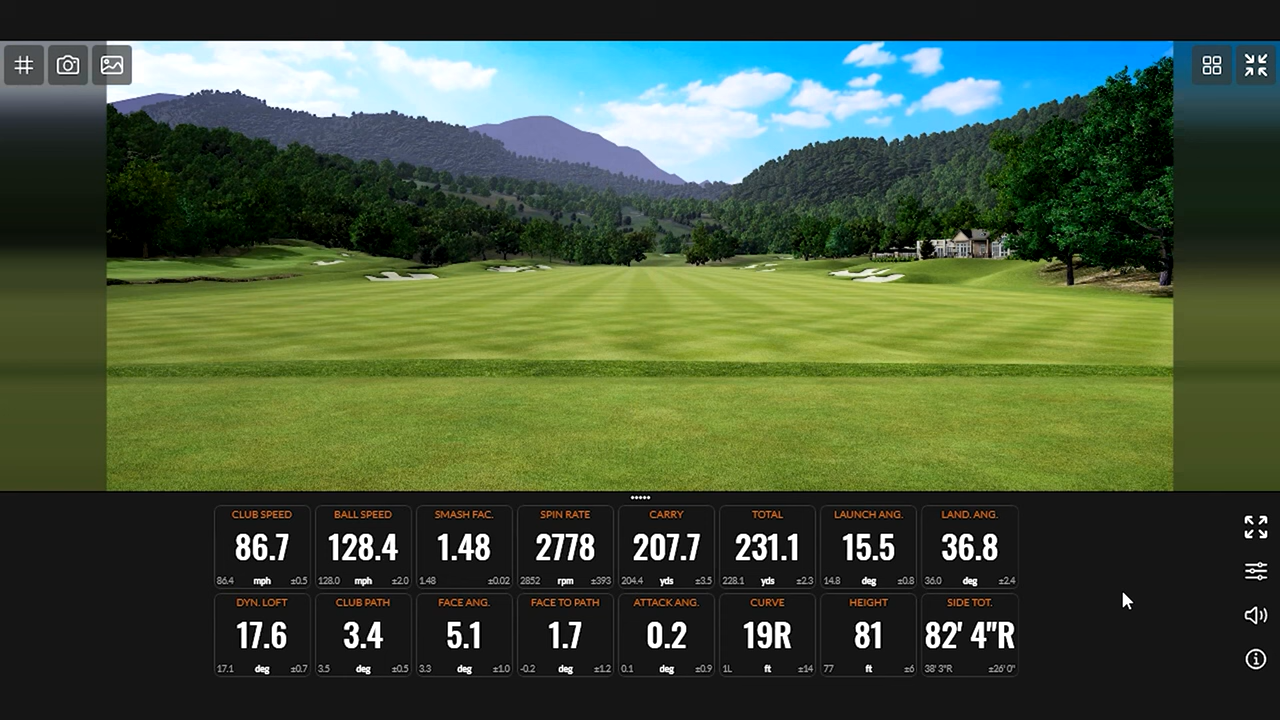 CLUB SPEED BALL SPEED SMASH FAC. SPIN RATE CARRY TOTAL LAUNCH ANG. LAND. ANG.
86.7 128.4 1.48 2778 207.7 231.1 15.5 36.8
86.4 mph ±0.5 128.0 mph ±2.0 1.48 ±0.02 2852 rpm ±393 204.4 yds ±3.5 228.1 yds ±2.3 14.8 deg ±0.8 36.0 deg ±2.4
DYN. LOFT CLUB PATH FACE ANG. FACE TO PATH ATTACK ANG. CURVE HEIGHT SIDE TOT.
17.6 3.4 5.1 1.7 0.2 19R 81 82' 4"R
17.1 deg ±0.7 3.5 deg ±0.5 3.3 deg ±1.0 -0.2 deg ±1.2 0.1 deg ±0.9 1L ft ±14 77 ft ±6 38' 3"R ±26' 0"